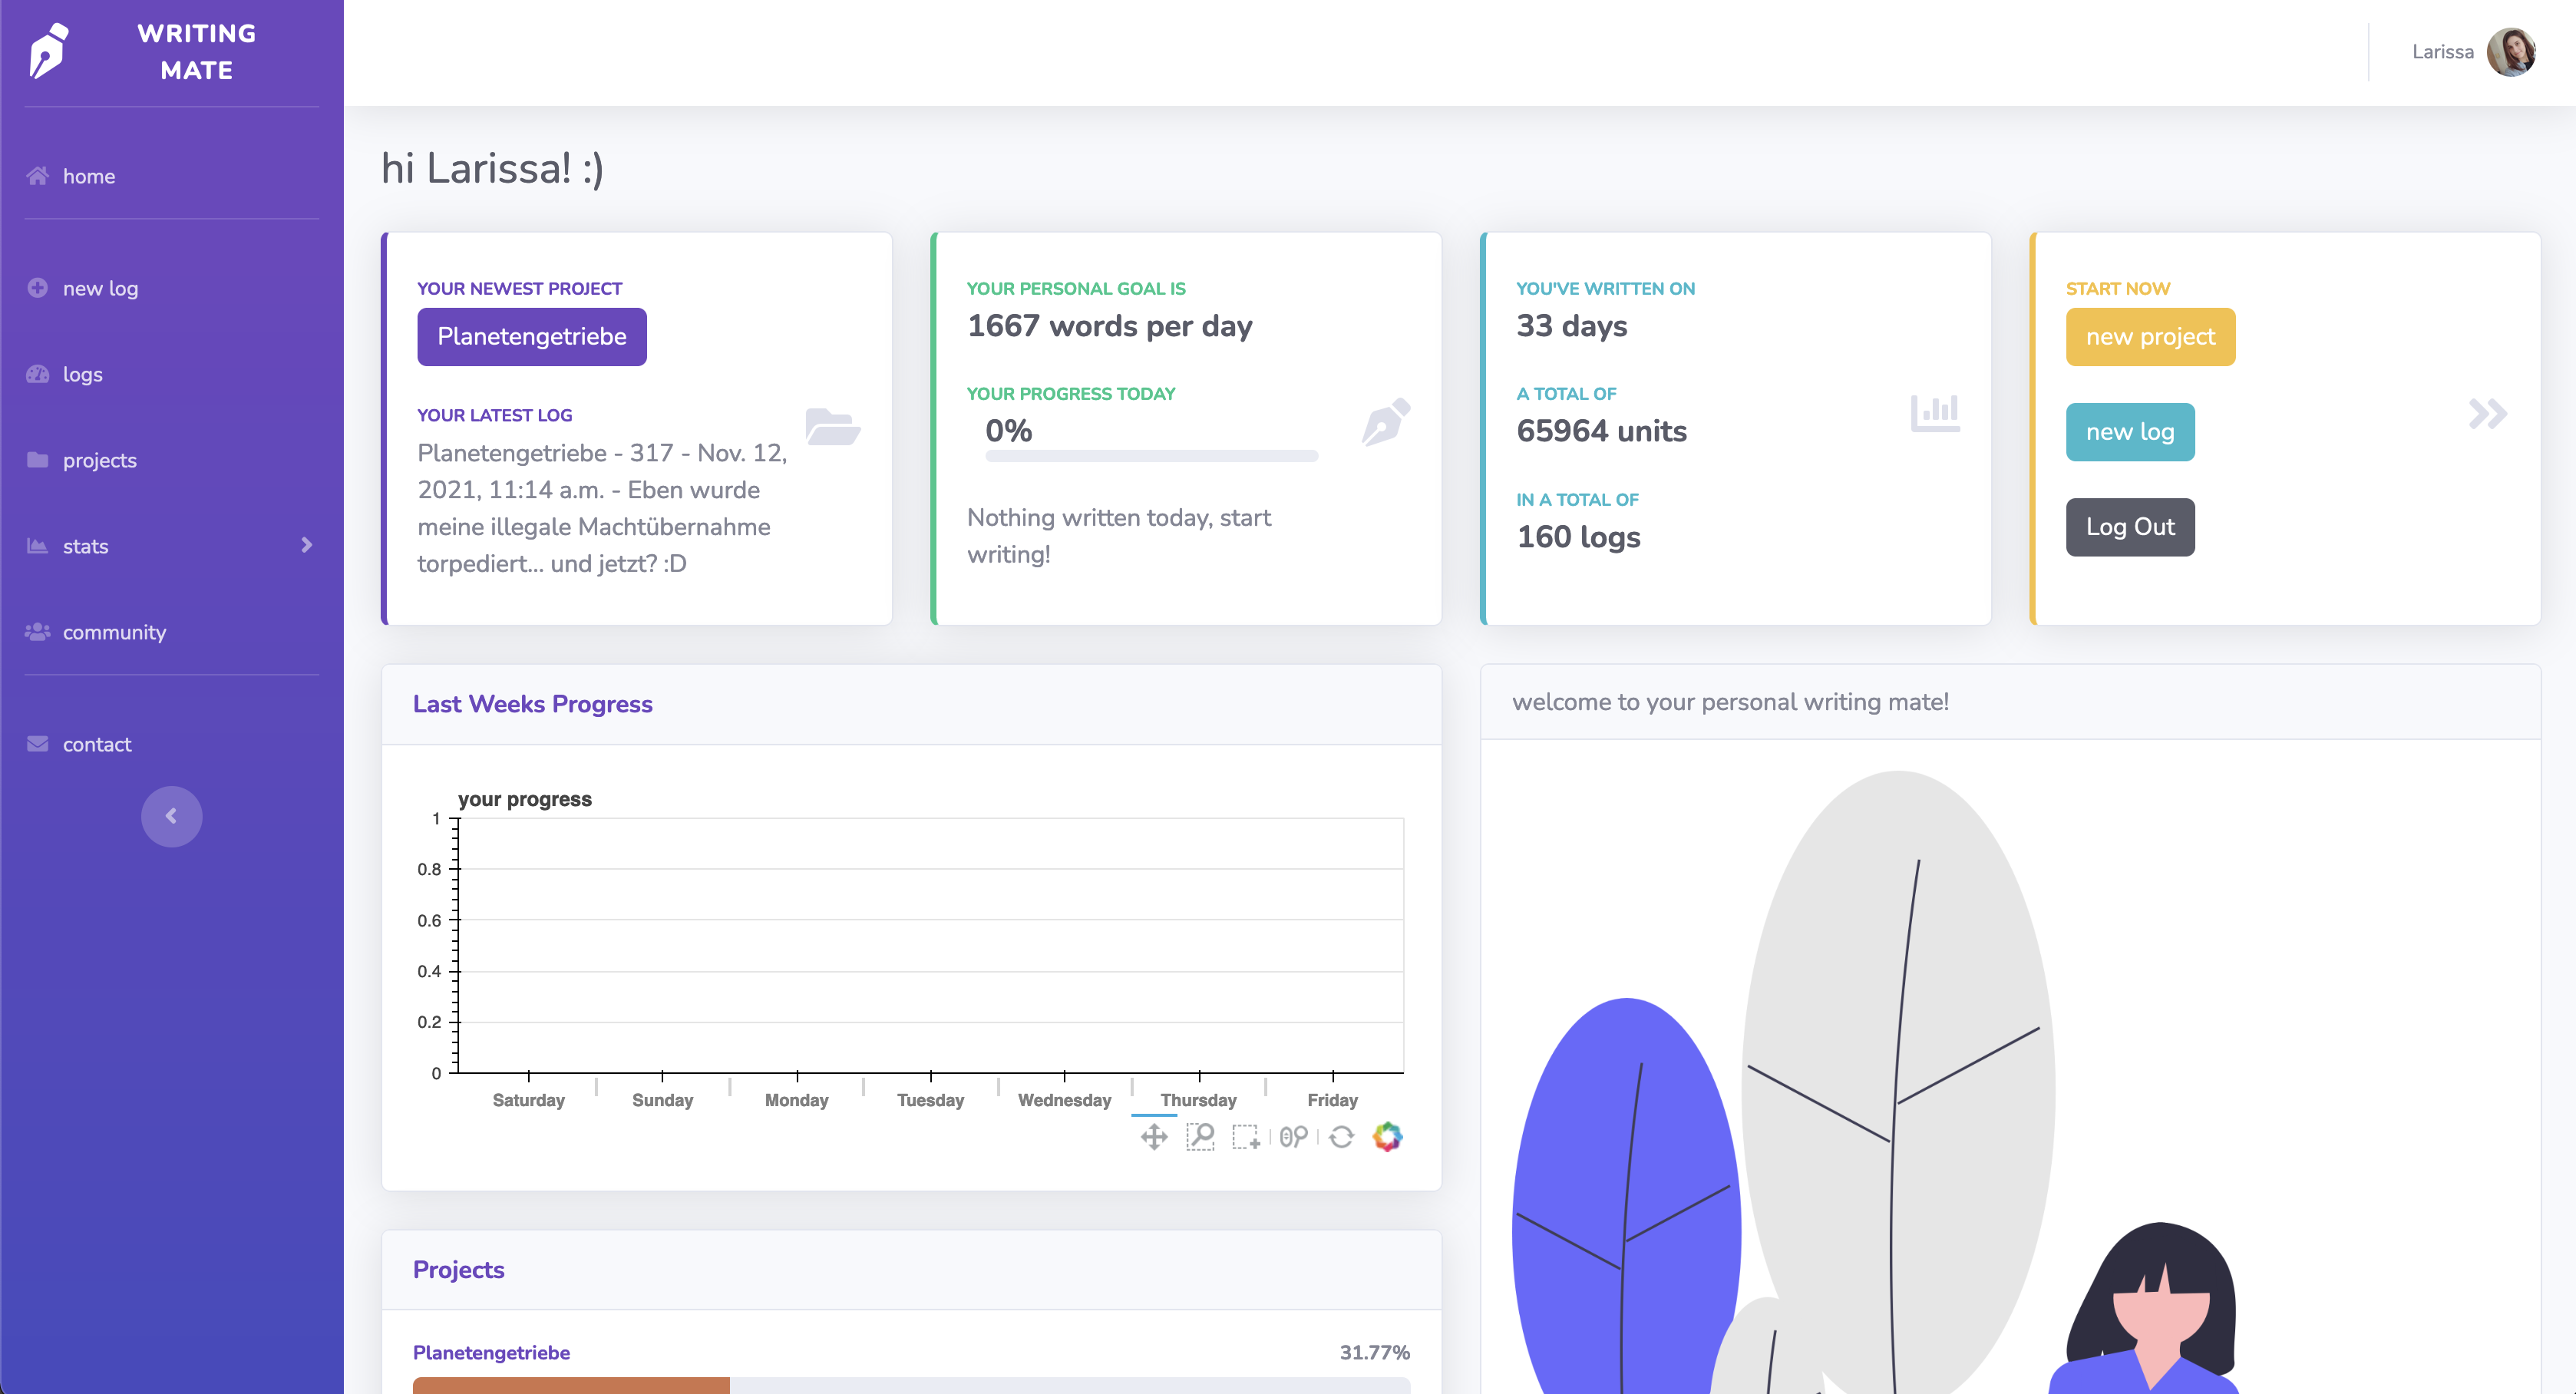 WRITING
MATE
Larissa
home
new log
logs
projects
stats
community
contact
hi Larissa! :)
YOUR NEWEST PROJECT
Planetengetriebe
YOUR LATEST LOG
Planetengetriebe - 317 - Nov. 12,
2021, 11:14 a.m. - Eben wurde
meine illegale Machtübernahme
torpediert... und jetzt? :D
YOUR PERSONAL GOAL IS
1667 words per day
YOUR PROGRESS TODAY
0%
Nothing written today, start
writing!
YOU'VE WRITTEN ON
33 days
A TOTAL OF
65964 units
IN A TOTAL OF
160 logs
START NOW
new project
new log
Log Out
Last Weeks Progress
your progress
1
0.8
0.6
0.4
0.2
0
Saturday Sunday Monday Tuesday Wednesday Thursday Friday
Projects
Planetengetriebe 31.77%
welcome to your personal writing mate!